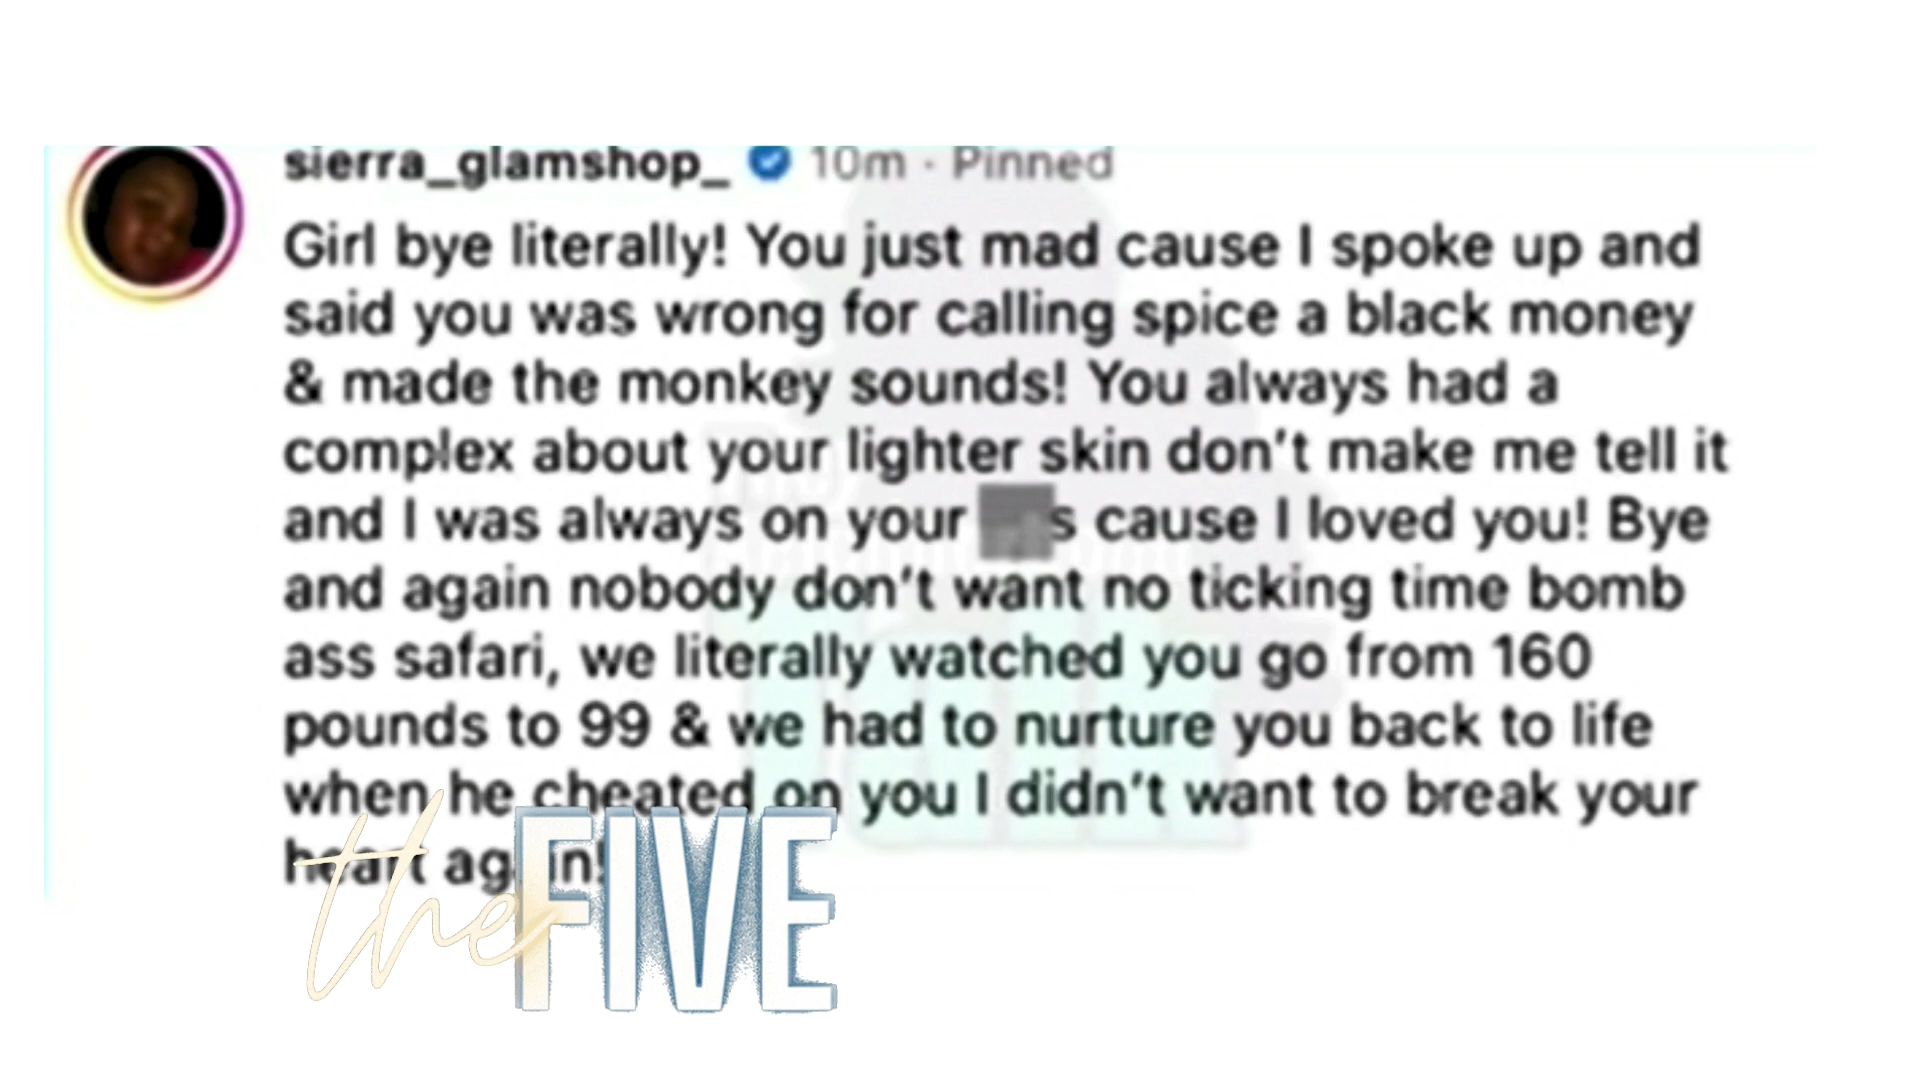 sierra_glamshop_ 10m · Pinned
Girl bye literally! You just mad cause I spoke up and
said you was wrong for calling spice a black money
& made the monkey sounds! You always had a
complex about your lighter skin don't make me tell it
and I was always on your s cause I loved you! Bye
and again nobody don't want no ticking time bomb
ass safari, we literally watched you go from 160
pounds to 99 & we had to nurture you back to life
when he cheated on you I didn't want to break your
heart again!
the FIVE